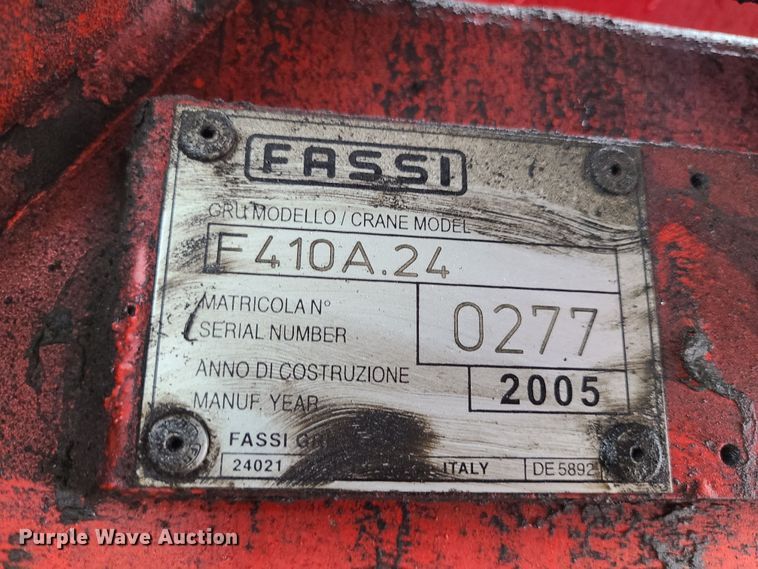 FASSI
GRU MODELLO / CRANE MODEL
F410A.24
MATRICOLA N°
SERIAL NUMBER
0277
ANNO DI COSTRUZIONE
MANUF. YEAR
2005
FASSI
24021 ITALY DE 5892
Purple Wave Auction